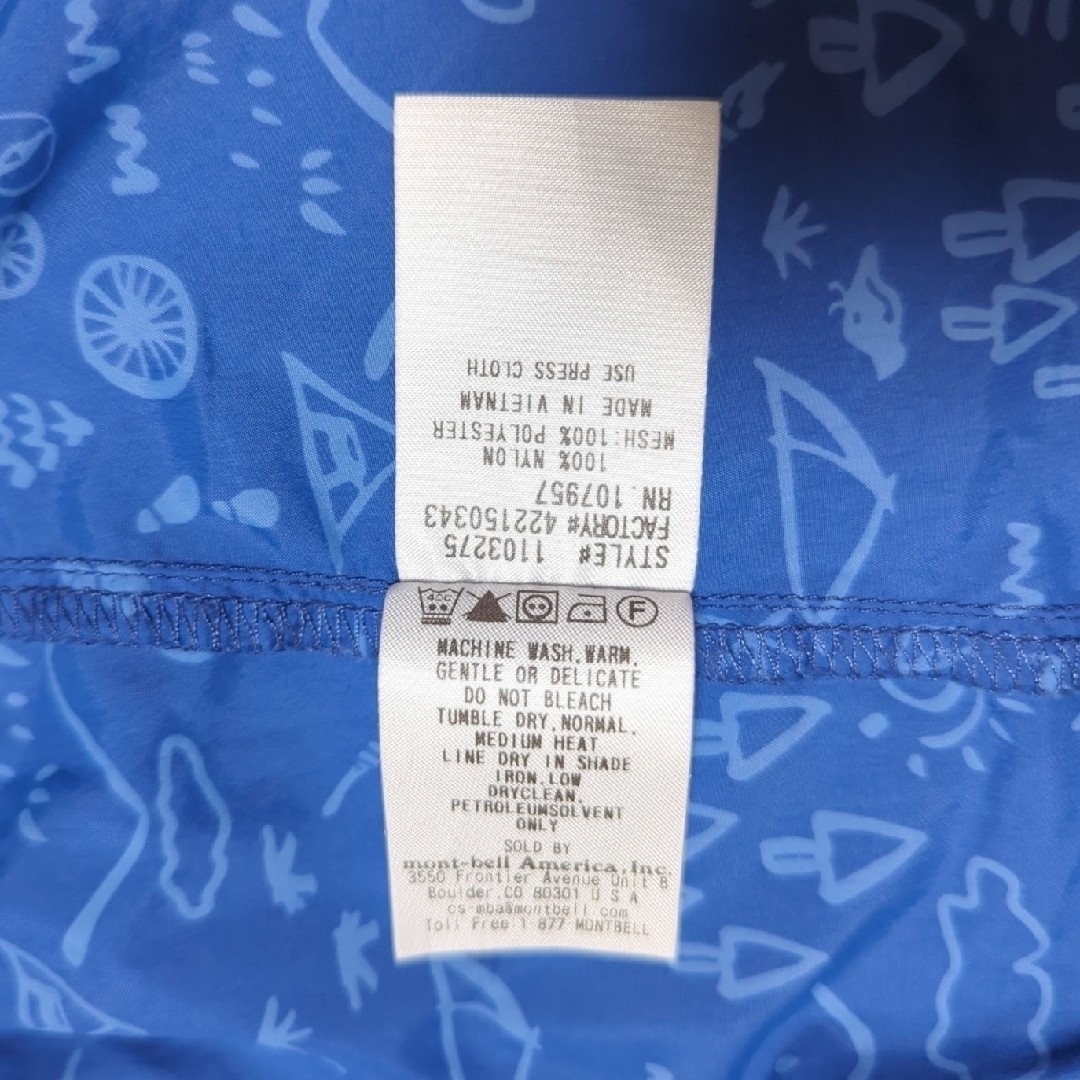 STYLE# 1103275
FACTORY# 422150343
RN. 107957
100% NYLON
MESH:100% POLYESTER
MADE IN VIETNAM
USE PRESS CLOTH
40C
F
MACHINE WASH,WARM,
GENTLE OR DELICATE
DO NOT BLEACH
TUMBLE DRY,NORMAL,
MEDIUM HEAT
LINE DRY IN SHADE
IRON,LOW
DRYCLEAN,
PETROLEUMSOLVENT
ONLY
SOLD BY
mont-bell America,Inc.
3550 Frontier Avenue Unit B
Boulder,CO 80301 U S A
cs-mba@montbell.com
Toll Free:1-877-MONTBELL